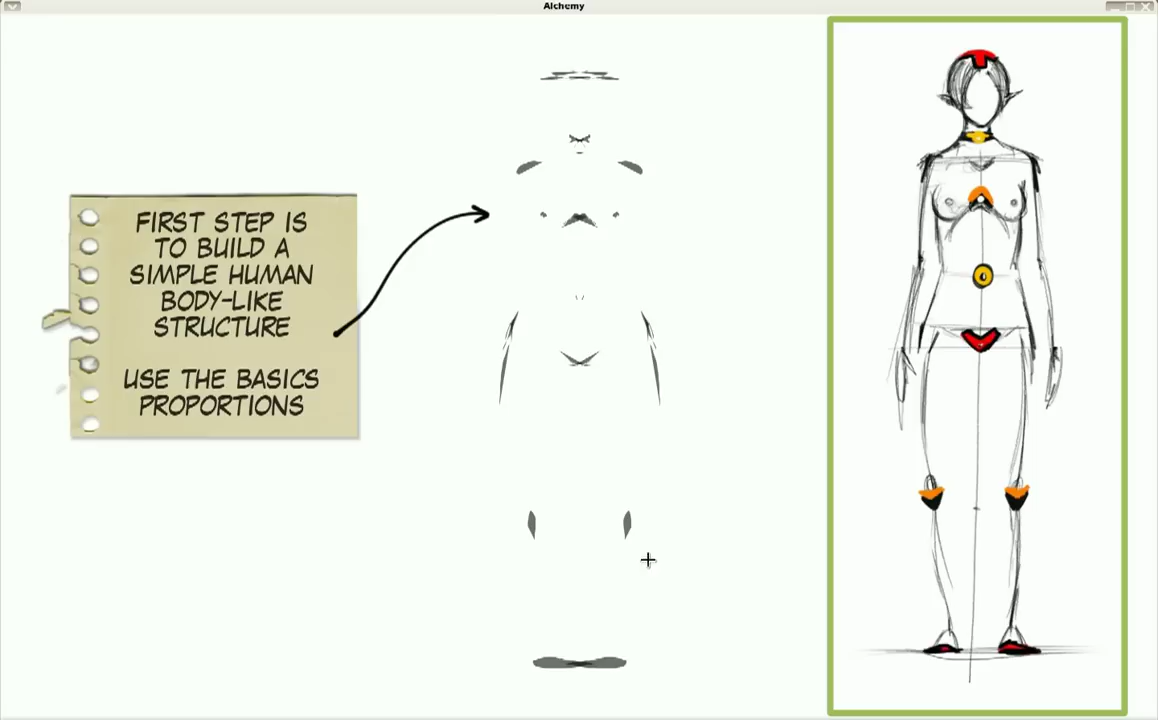 Alchemy
FIRST STEP IS
TO BUILD A
SIMPLE HUMAN
BODY-LIKE
STRUCTURE
USE THE BASICS
PROPORTIONS